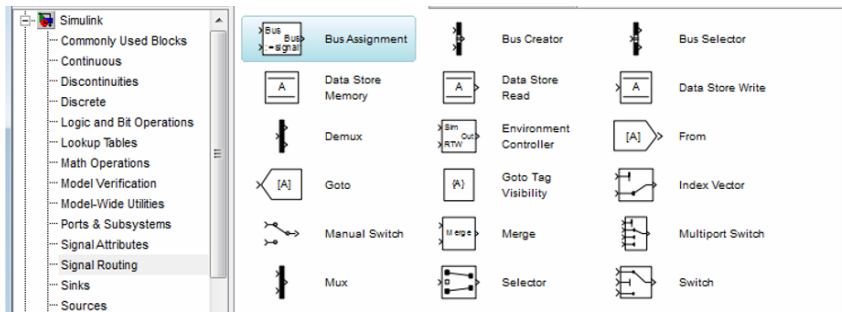 Simulink
Commonly Used Blocks
Continuous
Discontinuities
Discrete
Logic and Bit Operations
Lookup Tables
Math Operations
Model Verification
Model-Wide Utilities
Ports & Subsystems
Signal Attributes
Signal Routing
Sinks
Sources
Bus
Bus
:= signal
Bus Assignment
Bus Creator
Bus Selector
A
Data Store
Memory
A
Data Store
Read
A
Data Store Write
Demux
Sim
Out
RTW
Environment
Controller
[A]
From
[A]
Goto
{A}
Goto Tag
Visibility
Index Vector
Manual Switch
Merge
Merge
Multiport Switch
Mux
Selector
Switch